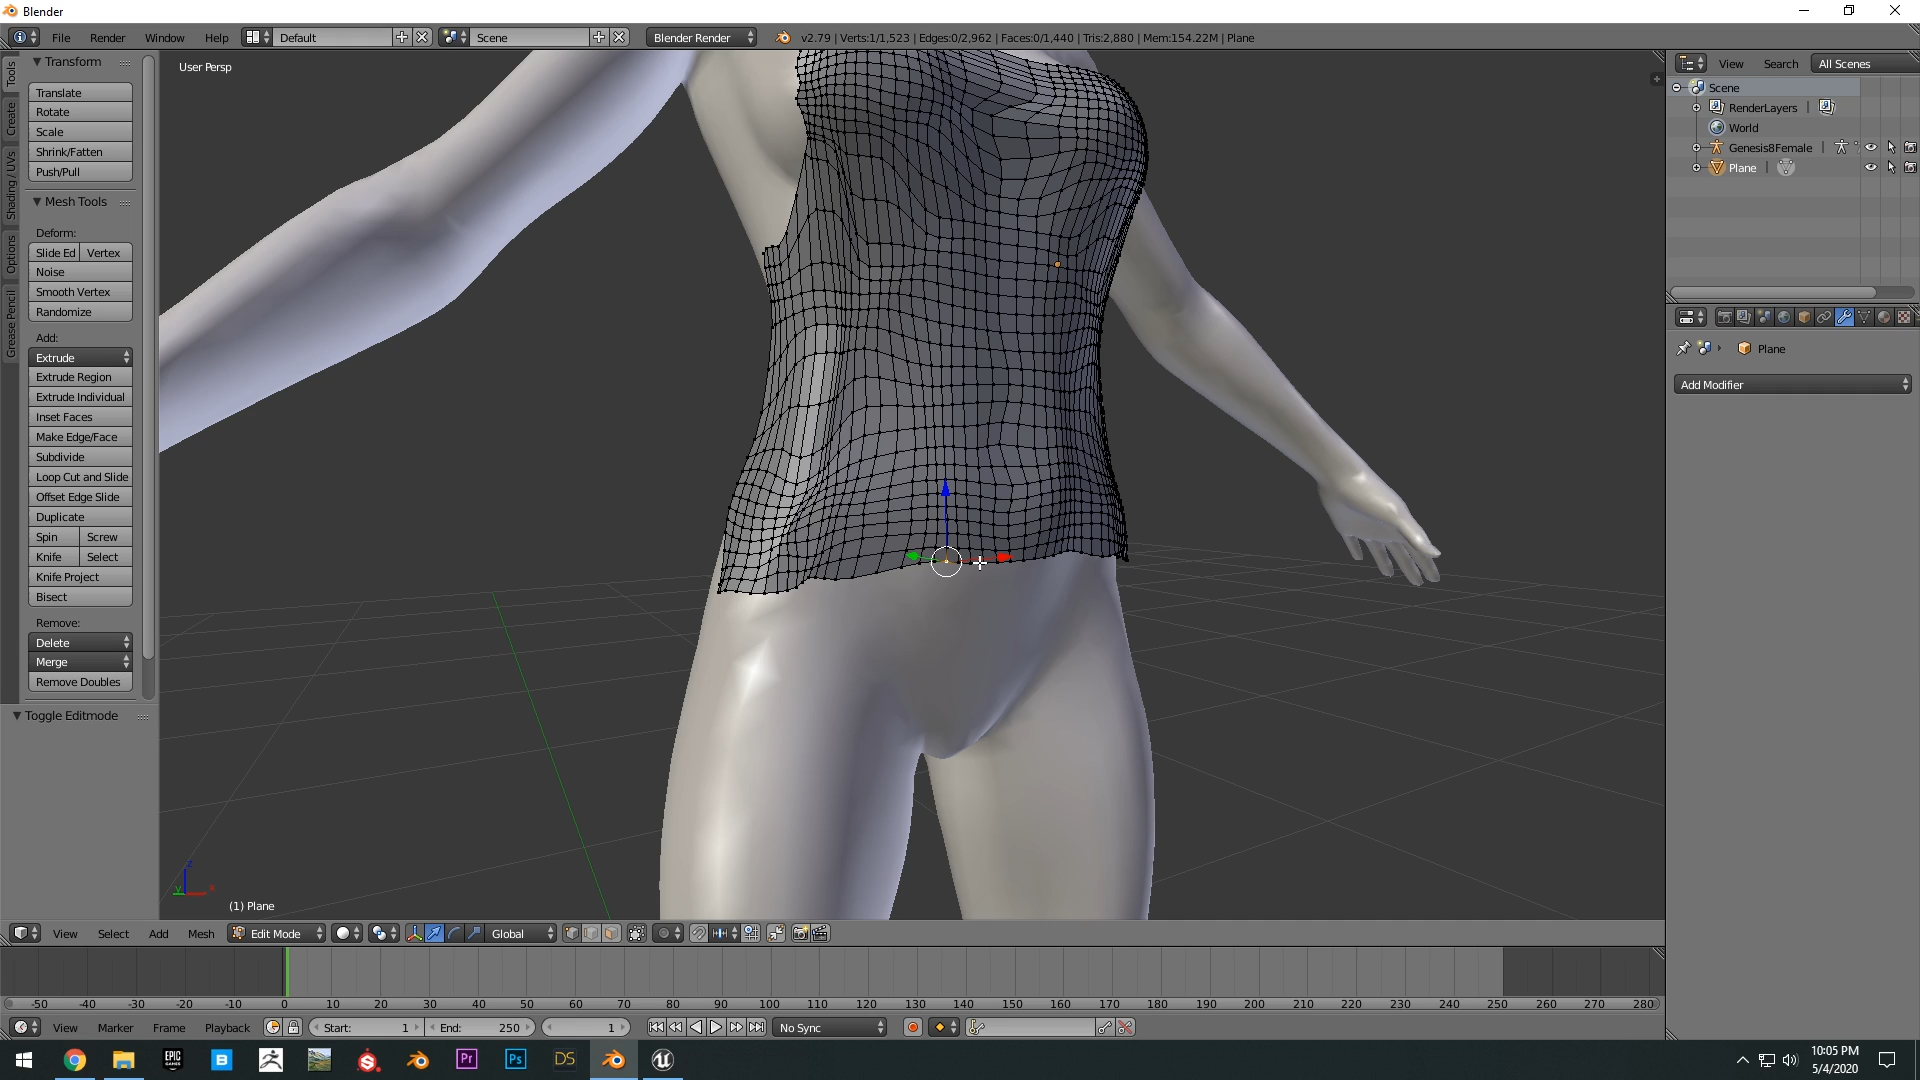 Blender
File Render Window Help Default Scene Blender Render v2.79 | Verts:1/1,523 | Edges:0/2,962 | Faces:0/1,440 | Tris:2,880 | Mem:154.22M | Plane
Tools
Create
Shading / UVs
Options
Grease Pencil
Transform
Translate
Rotate
Scale
Shrink/Fatten
Push/Pull
Mesh Tools
Deform:
Slide Ed Vertex
Noise
Smooth Vertex
Randomize
Add:
Extrude
Extrude Region
Extrude Individual
Inset Faces
Make Edge/Face
Subdivide
Loop Cut and Slide
Offset Edge Slide
Duplicate
Spin Screw
Knife Select
Knife Project
Bisect
Remove:
Delete
Merge
Remove Doubles
Toggle Editmode
User Persp
z
y x
(1) Plane
View Search All Scenes
Scene
RenderLayers |
World
Genesis8Female |
Plane |
Plane
Add Modifier
View Select Add Mesh Edit Mode Global
-50 -40 -30 -20 -10 0 10 20 30 40 50 60 70 80 90 100 110 120 130 140 150 160 170 180 190 200 210 220 230 240 250 260 270 280
View Marker Frame Playback Start: 1 End: 250 1 No Sync
EPIC GAMES B Pr Ps DS
10:05 PM
5/4/2020